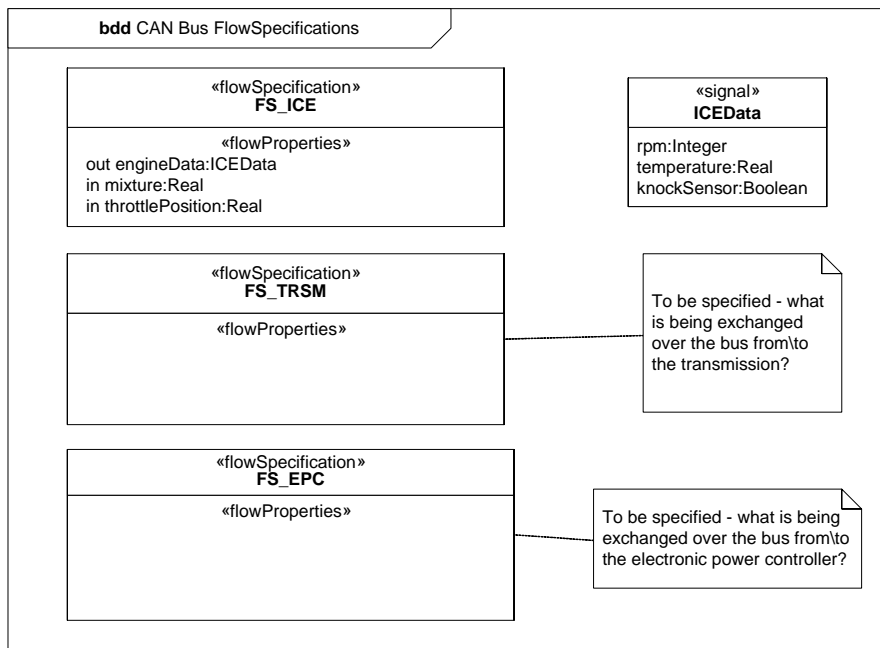 bdd CAN Bus FlowSpecifications
«flowSpecification»
FS_ICE
«flowProperties»
out engineData:ICEData
in mixture:Real
in throttlePosition:Real
«signal»
ICEData
rpm:Integer
temperature:Real
knockSensor:Boolean
«flowSpecification»
FS_TRSM
«flowProperties»
To be specified - what
is being exchanged
over the bus from\to
the transmission?
«flowSpecification»
FS_EPC
«flowProperties»
To be specified - what is being
exchanged over the bus from\to
the electronic power controller?